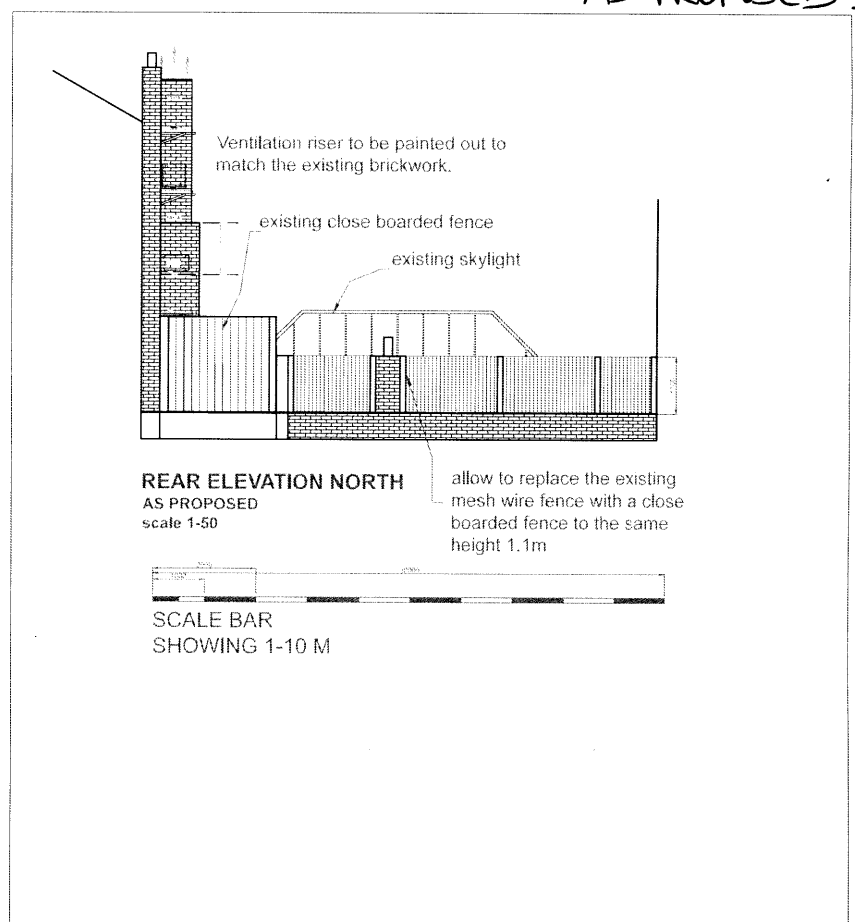 AS PROPOSED
Ventilation riser to be painted out to
match the existing brickwork.
existing close boarded fence
existing skylight
REAR ELEVATION NORTH
AS PROPOSED
scale 1-50
allow to replace the existing
mesh wire fence with a close
boarded fence to the same
height 1.1m
SCALE BAR
SHOWING 1-10 M